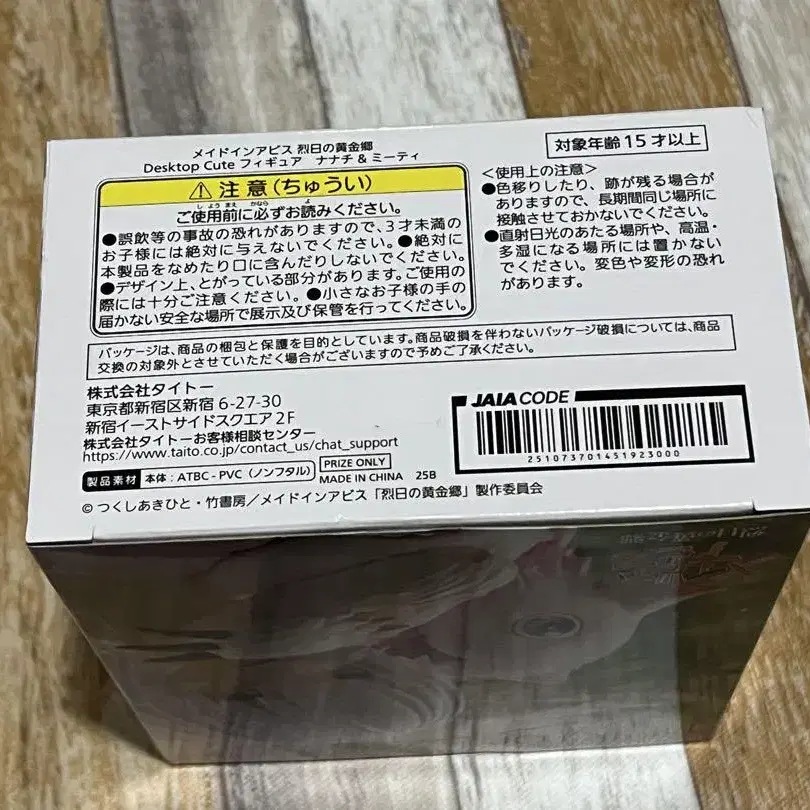 メイドインアビス 烈日の黄金郷
Desktop Cute フィギュア ナナチ & ミーティ
対象年齢15才以上
⚠注意(ちゅうい)
しようまえ かなら よ
ご使用前に必ずお読みください。
●誤飲等の事故の恐れがありますので、3才未満の
お子様には絶対に与えないでください。●絶対に
本製品をなめたり口に含んだりしないでください。
●デザイン上、とがっている部分があります。ご使用の
際には十分ご注意ください。●小さなお子様の手の
届かない安全な場所で展示及び保管を行ってください。
<使用上の注意>
●色移りしたり、跡が残る場合が
ありますので、長期間同じ場所に
接触させておかないでください。
●直射日光のあたる場所や、高温・
多湿になる場所には置かない
でください。変色や変形の恐れ
があります。
パッケージは、商品の梱包と保護を目的としています。商品破損を伴わないパッケージ破損については、商品
交換の対象外とさせていただく場合がございますので予めご了承ください。
株式会社タイトー
東京都新宿区新宿 6-27-30
新宿イーストサイドスクエア 2F
株式会社タイトーお客様相談センター
https://www.taito.co.jp/contact_us/chat_support
製品素材 本体:ATBC-PVC(ノンフタル)
PRIZE ONLY
MADE IN CHINA 25B
JAIA CODE
251073701451923000
© つくしあきひと・竹書房/メイドインアビス「烈日の黄金郷」製作委員会
烈日の黄金郷